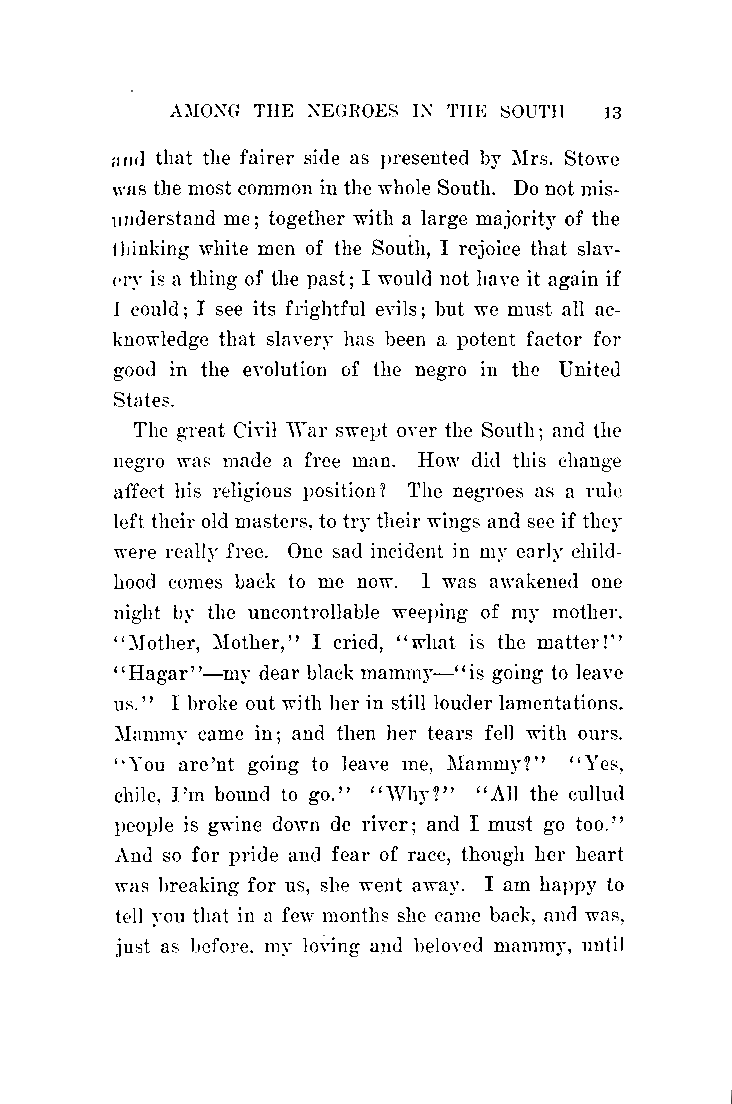 AMONG THE NEGROES IN THE SOUTH 13
and that the fairer side as presented by Mrs. Stowe
was the most common in the whole South. Do not mis-
understand me; together with a large majority of the
thinking white men of the South, I rejoice that slav-
ery is a thing of the past; I would not have it again if
I could; I see its frightful evils; but we must all ac-
knowledge that slavery has been a potent factor for
good in the evolution of the negro in the United
States.
The great Civil War swept over the South; and the
negro was made a free man. How did this change
affect his religious position? The negroes as a rule
left their old masters, to try their wings and see if they
were really free. One sad incident in my early child-
hood comes back to me now. I was awakened one
night by the uncontrollable weeping of my mother.
"Mother, Mother," I cried, "what is the matter!"
"Hagar"—my dear black mammy—"is going to leave
us." I broke out with her in still louder lamentations.
Mammy came in; and then her tears fell with ours.
"You are'nt going to leave me, Mammy?" "Yes,
chile, I'm bound to go." "Why?" "All the cullud
people is gwine down de river; and I must go too."
And so for pride and fear of race, though her heart
was breaking for us, she went away. I am happy to
tell you that in a few months she came back, and was,
just as before, my loving and beloved mammy, until